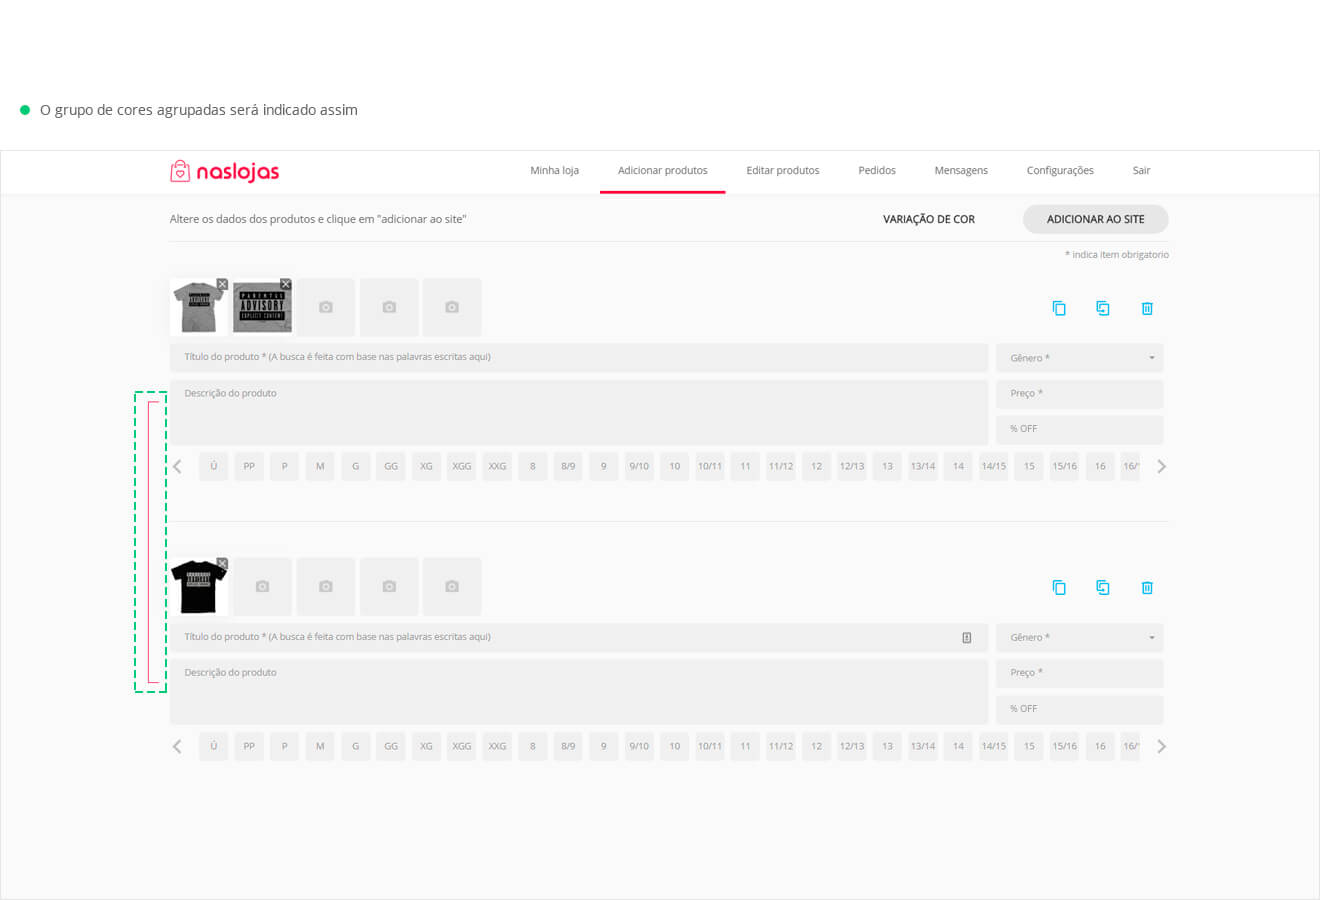 O grupo de cores agrupadas será indicado assim
naslojas
Minha loja Adicionar produtos Editar produtos Pedidos Mensagens Configurações Sair
Altere os dados dos produtos e clique em "adicionar ao site" VARIAÇÃO DE COR ADICIONAR AO SITE
* indica item obrigatorio
PARENTAL
ADVISORY
EXPLICIT CONTENT
Título do produto * (A busca é feita com base nas palavras escritas aqui) Gênero *
Descrição do produto Preço *
% OFF
Ú PP P M G GG XG XGG XXG 8 8/9 9 9/10 10 10/11 11 11/12 12 12/13 13 13/14 14 14/15 15 15/16 16 16/
Título do produto * (A busca é feita com base nas palavras escritas aqui) Gênero *
Descrição do produto Preço *
% OFF
Ú PP P M G GG XG XGG XXG 8 8/9 9 9/10 10 10/11 11 11/12 12 12/13 13 13/14 14 14/15 15 15/16 16 16/